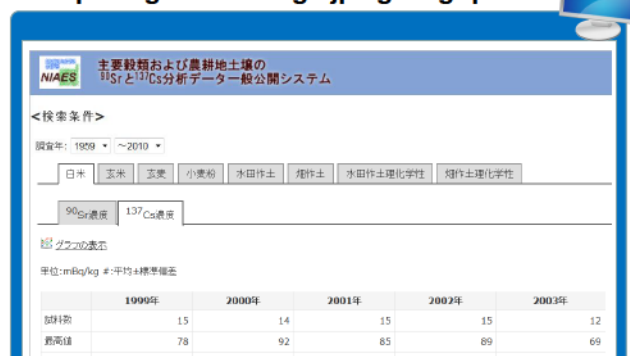 NIAES
主要穀類および農耕地土壌の
90Srと137Cs分析データ一般公開システム
<検索条件>
調査年: 1959 ~2010
白米 玄米 玄麦 小麦粉 水田作土 畑作土 水田作土理化学性 畑作土理化学性
90Sr濃度 137Cs濃度
グラフの表示
単位:mBq/kg #:平均±標準偏差
1999年 2000年 2001年 2002年 2003年
試料数 15 14 15 15 12
最高値 78 92 85 89 69